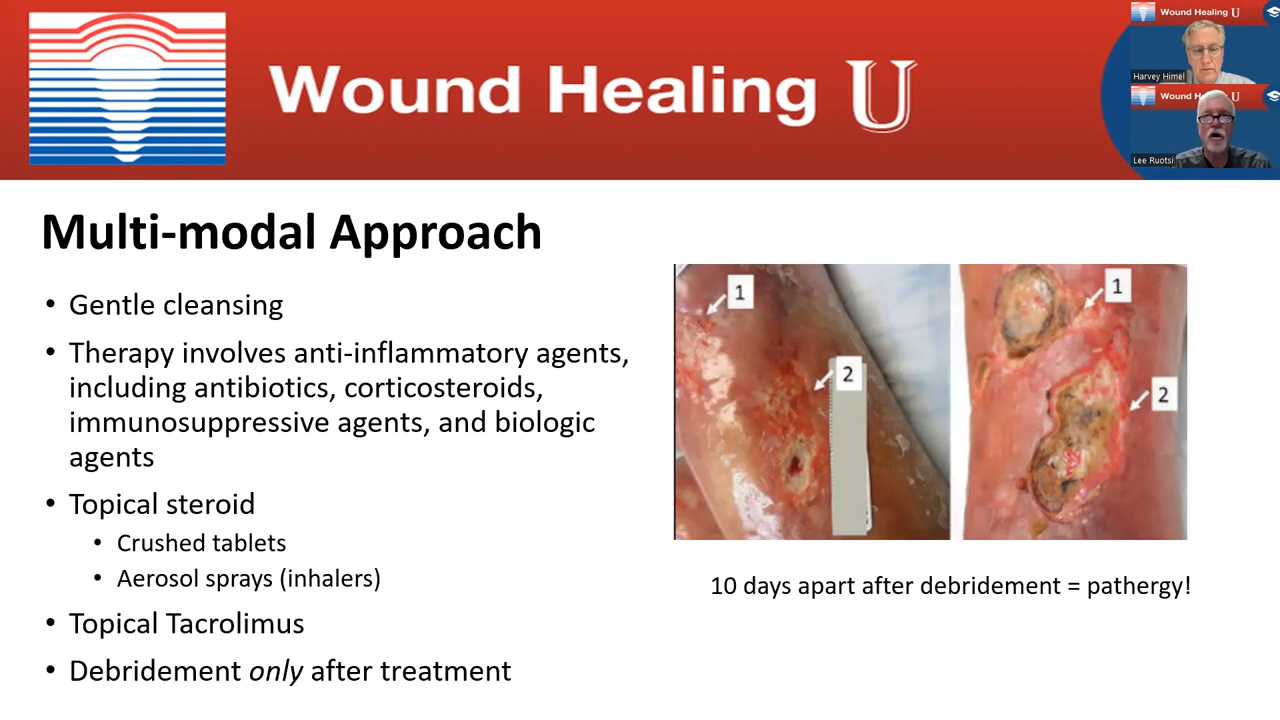 Wound Healing U
Wound Healing U
Harvey Himel
Wound Healing U
Lee Ruotsi
Multi-modal Approach
• Gentle cleansing
• Therapy involves anti-inflammatory agents,
including antibiotics, corticosteroids,
immunosuppressive agents, and biologic
agents
• Topical steroid
• Crushed tablets
• Aerosol sprays (inhalers)
• Topical Tacrolimus
• Debridement only after treatment
1
2
1
2
10 days apart after debridement = pathergy!